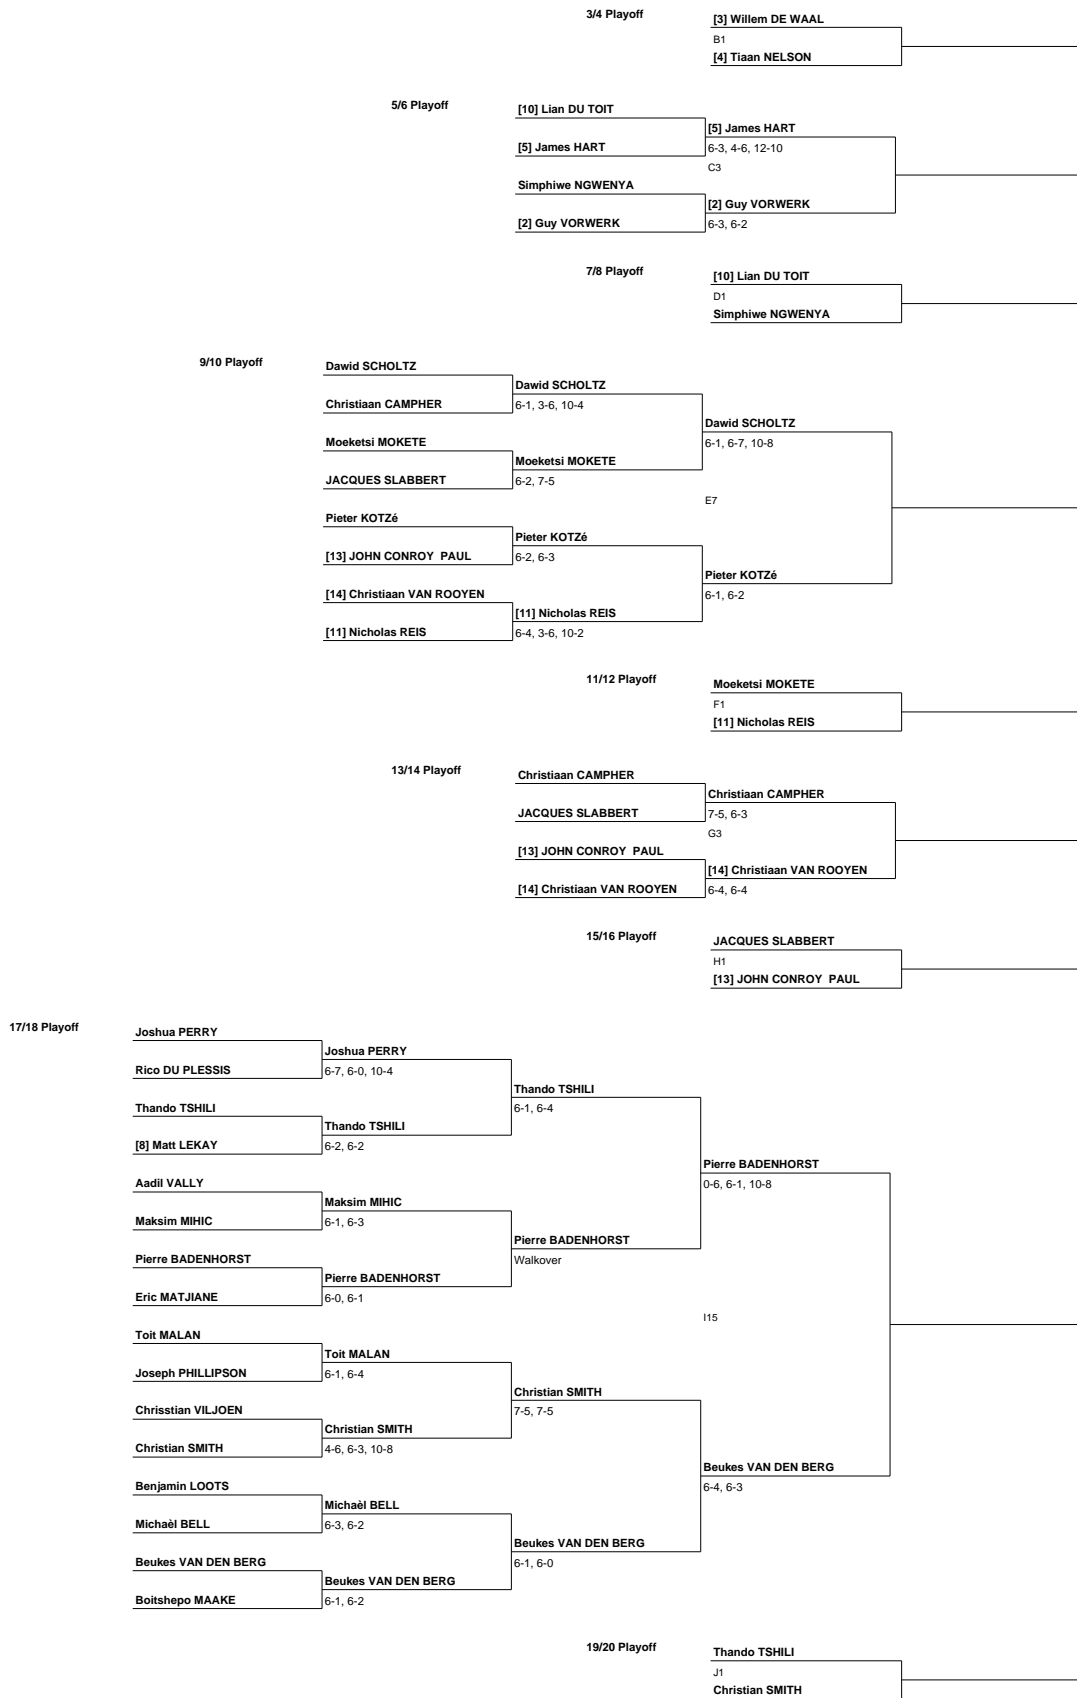 3/4 Playoff
[3] Willem DE WAAL
B1
[4] Tiaan NELSON
5/6 Playoff
[10] Lian DU TOIT
[5] James HART
[5] James HART
6-3, 4-6, 12-10
C3
Simphiwe NGWENYA
[2] Guy VORWERK
[2] Guy VORWERK
6-3, 6-2
7/8 Playoff
[10] Lian DU TOIT
D1
Simphiwe NGWENYA
9/10 Playoff
Dawid SCHOLTZ
Dawid SCHOLTZ
Christiaan CAMPHER
6-1, 3-6, 10-4
Dawid SCHOLTZ
6-1, 6-7, 10-8
Moeketsi MOKETE
Moeketsi MOKETE
JACQUES SLABBERT
6-2, 7-5
E7
Pieter KOTZé
Pieter KOTZé
[13] JOHN CONROY  PAUL
6-2, 6-3
Pieter KOTZé
6-1, 6-2
[14] Christiaan VAN ROOYEN
[11] Nicholas REIS
[11] Nicholas REIS
6-4, 3-6, 10-2
11/12 Playoff
Moeketsi MOKETE
F1
[11] Nicholas REIS
13/14 Playoff
Christiaan CAMPHER
Christiaan CAMPHER
JACQUES SLABBERT
7-5, 6-3
G3
[13] JOHN CONROY  PAUL
[14] Christiaan VAN ROOYEN
[14] Christiaan VAN ROOYEN
6-4, 6-4
15/16 Playoff
JACQUES SLABBERT
H1
[13] JOHN CONROY  PAUL
17/18 Playoff
Joshua PERRY
Joshua PERRY
Rico DU PLESSIS
6-7, 6-0, 10-4
Thando TSHILI
6-1, 6-4
Thando TSHILI
Thando TSHILI
[8] Matt LEKAY
6-2, 6-2
Pierre BADENHORST
0-6, 6-1, 10-8
Aadil VALLY
Maksim MIHIC
Maksim MIHIC
6-1, 6-3
Pierre BADENHORST
Walkover
Pierre BADENHORST
Pierre BADENHORST
Eric MATJIANE
6-0, 6-1
I15
Toit MALAN
Toit MALAN
Joseph PHILLIPSON
6-1, 6-4
Christian SMITH
7-5, 7-5
Chrisstian VILJOEN
Christian SMITH
Christian SMITH
4-6, 6-3, 10-8
Beukes VAN DEN BERG
6-4, 6-3
Benjamin LOOTS
Michaèl BELL
Michaèl BELL
6-3, 6-2
Beukes VAN DEN BERG
6-1, 6-0
Beukes VAN DEN BERG
Beukes VAN DEN BERG
Boitshepo MAAKE
6-1, 6-2
19/20 Playoff
Thando TSHILI
J1
Christian SMITH